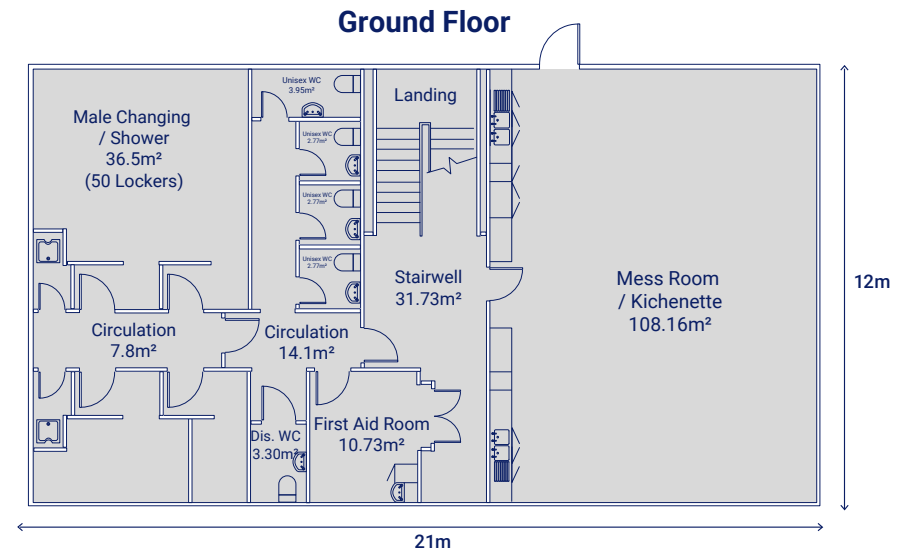 Ground Floor
Unisex WC
3.95m²
Landing
Male Changing
/ Shower
36.5m²
(50 Lockers)
Unisex WC
2.77m²
Unisex WC
2.77m²
Unisex WC
2.77m²
Stairwell
31.73m²
Mess Room
/ Kichenette
108.16m²
12m
Circulation
7.8m²
Circulation
14.1m²
First Aid Room
10.73m²
Dis. WC
3.30m²
21m